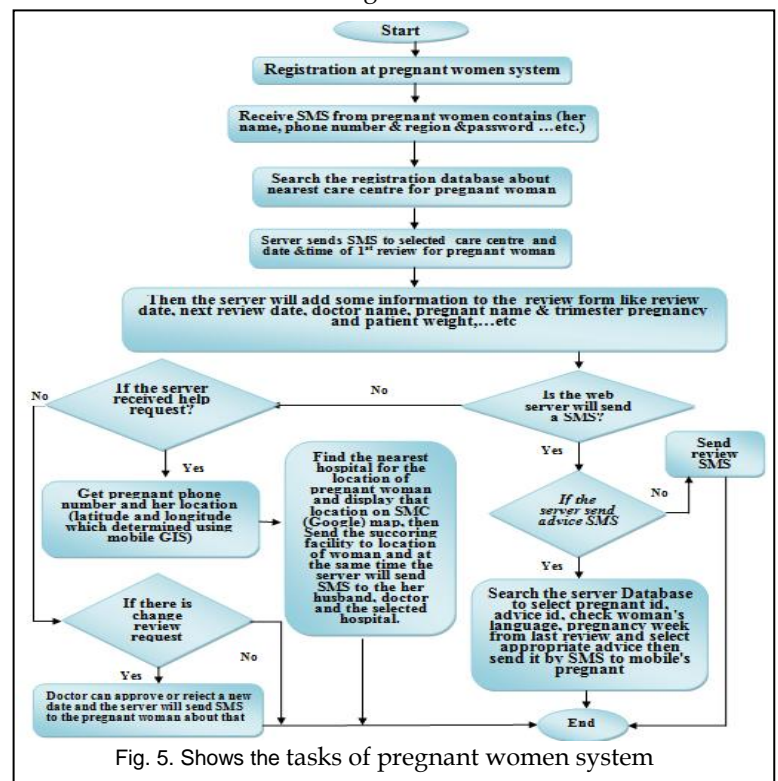 Start
Registration at pregnant women system
Receive SMS from pregnant women contains (her
name, phone number & region &password ...etc.)
Search the registration database about
nearest care centre for pregnant woman
Server sends SMS to selected care centre and
date &time of 1st review for pregnant woman
Then the server will add some information to the review form like review
date, next review date, doctor name, pregnant name & trimester pregnancy
and patient weight,...etc
If the server
received help
request?
No
No
Is the web
server will send
a SMS?
Yes
Yes
Get pregnant phone
number and her location
(latitude and longitude
which determined using
mobile GIS)
Find the nearest
hospital for the
location of
pregnant woman
and display that
location on SMC
(Google) map, then
Send the succoring
facility to location
of woman and at
the same time the
server will send
SMS to the her
husband, doctor
and the selected
hospital.
Send
review
SMS
If the
server send
advice SMS
No
Yes
If there is
change review
request
No
Yes
Search the server Database
to select pregnant id,
advice id, check woman's
language, pregnancy week
from last review and select
appropriate advice then
send it by SMS to mobile's
pregnant
Doctor can approve or reject a new
date and the server will send SMS
to the pregnant woman about that
End
Fig. 5. Shows the tasks of pregnant women system